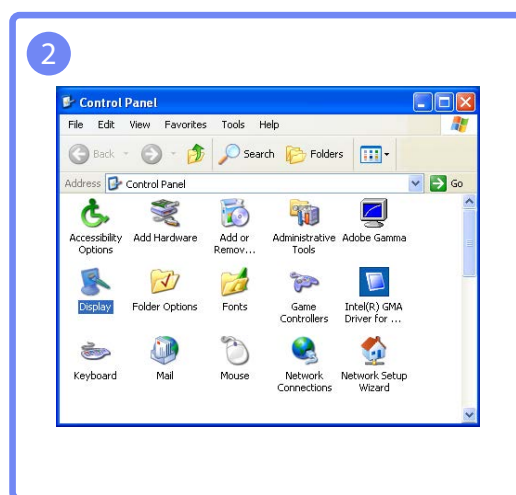 2
Control Panel
File Edit View Favorites Tools Help
Back Search Folders
Address Control Panel Go
Accessibility Options
Add Hardware
Add or Remov...
Administrative Tools
Adobe Gamma
Display
Folder Options
Fonts
Game Controllers
Intel(R) GMA Driver for ...
Keyboard
Mail
Mouse
Network Connections
Network Setup Wizard